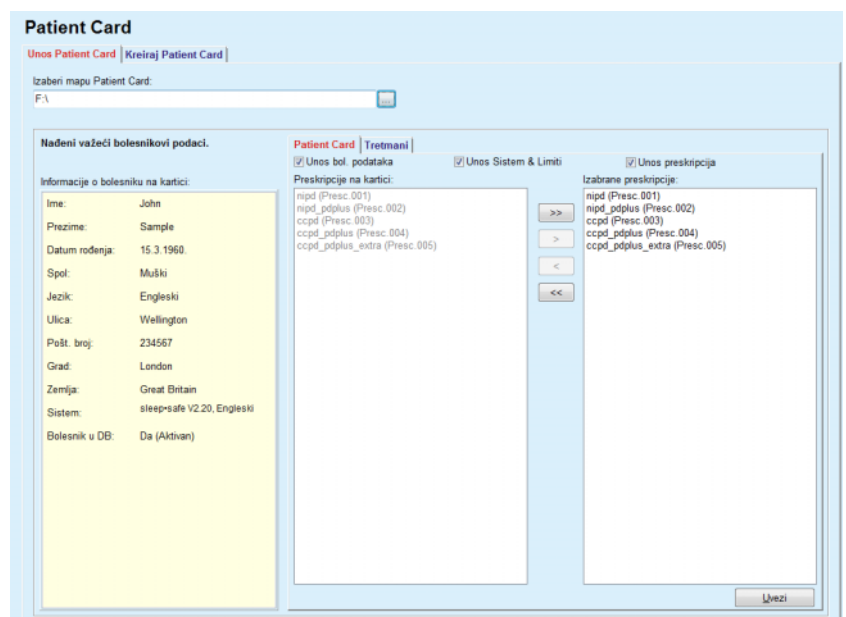 Patient Card
Unos Patient Card Kreiraj Patient Card
Izaberi mapu Patient Card:
F:\
...
Nađeni važeći bolesnikovi podaci.
Informacije o bolesniku na kartici:
Ime: John
Prezime: Sample
Datum rođenja: 15.3.1960.
Spol: Muški
Jezik: Engleski
Ulica: Wellington
Pošt. broj: 234567
Grad: London
Zemlja: Great Britain
Sistem: sleep•safe V2.20, Engleski
Bolesnik u DB: Da (Aktivan)
Patient Card Tretmani
Unos bol. podataka Unos Sistem & Limiti Unos preskripcija
Preskripcije na kartici:
nipd (Presc.001)
nipd_pdplus (Presc.002)
ccpd (Presc.003)
ccpd_pdplus (Presc.004)
ccpd_pdplus_extra (Presc.005)
>>
>
<
<<
Izabrane preskripcije:
nipd (Presc.001)
nipd_pdplus (Presc.002)
ccpd (Presc.003)
ccpd_pdplus (Presc.004)
ccpd_pdplus_extra (Presc.005)
Uvezi